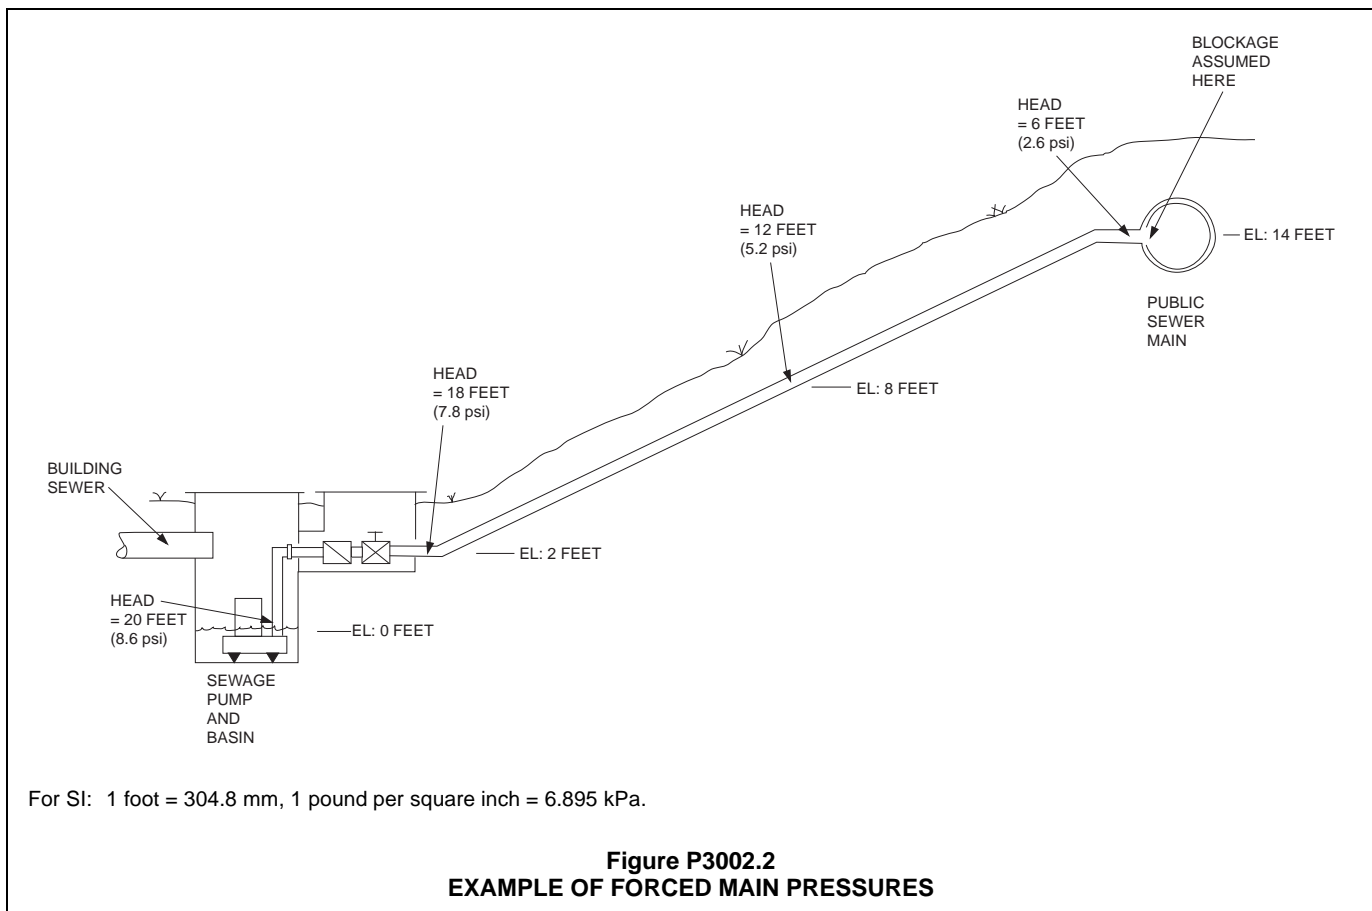 BLOCKAGE
ASSUMED
HERE
HEAD
= 6 FEET
(2.6 psi)
HEAD
= 12 FEET
(5.2 psi)
EL: 14 FEET
PUBLIC
SEWER
MAIN
HEAD
= 18 FEET
(7.8 psi)
EL: 8 FEET
BUILDING
SEWER
EL: 2 FEET
HEAD
= 20 FEET
(8.6 psi)
EL: 0 FEET
SEWAGE
PUMP
AND
BASIN
For SI: 1 foot = 304.8 mm, 1 pound per square inch = 6.895 kPa.
Figure P3002.2
EXAMPLE OF FORCED MAIN PRESSURES